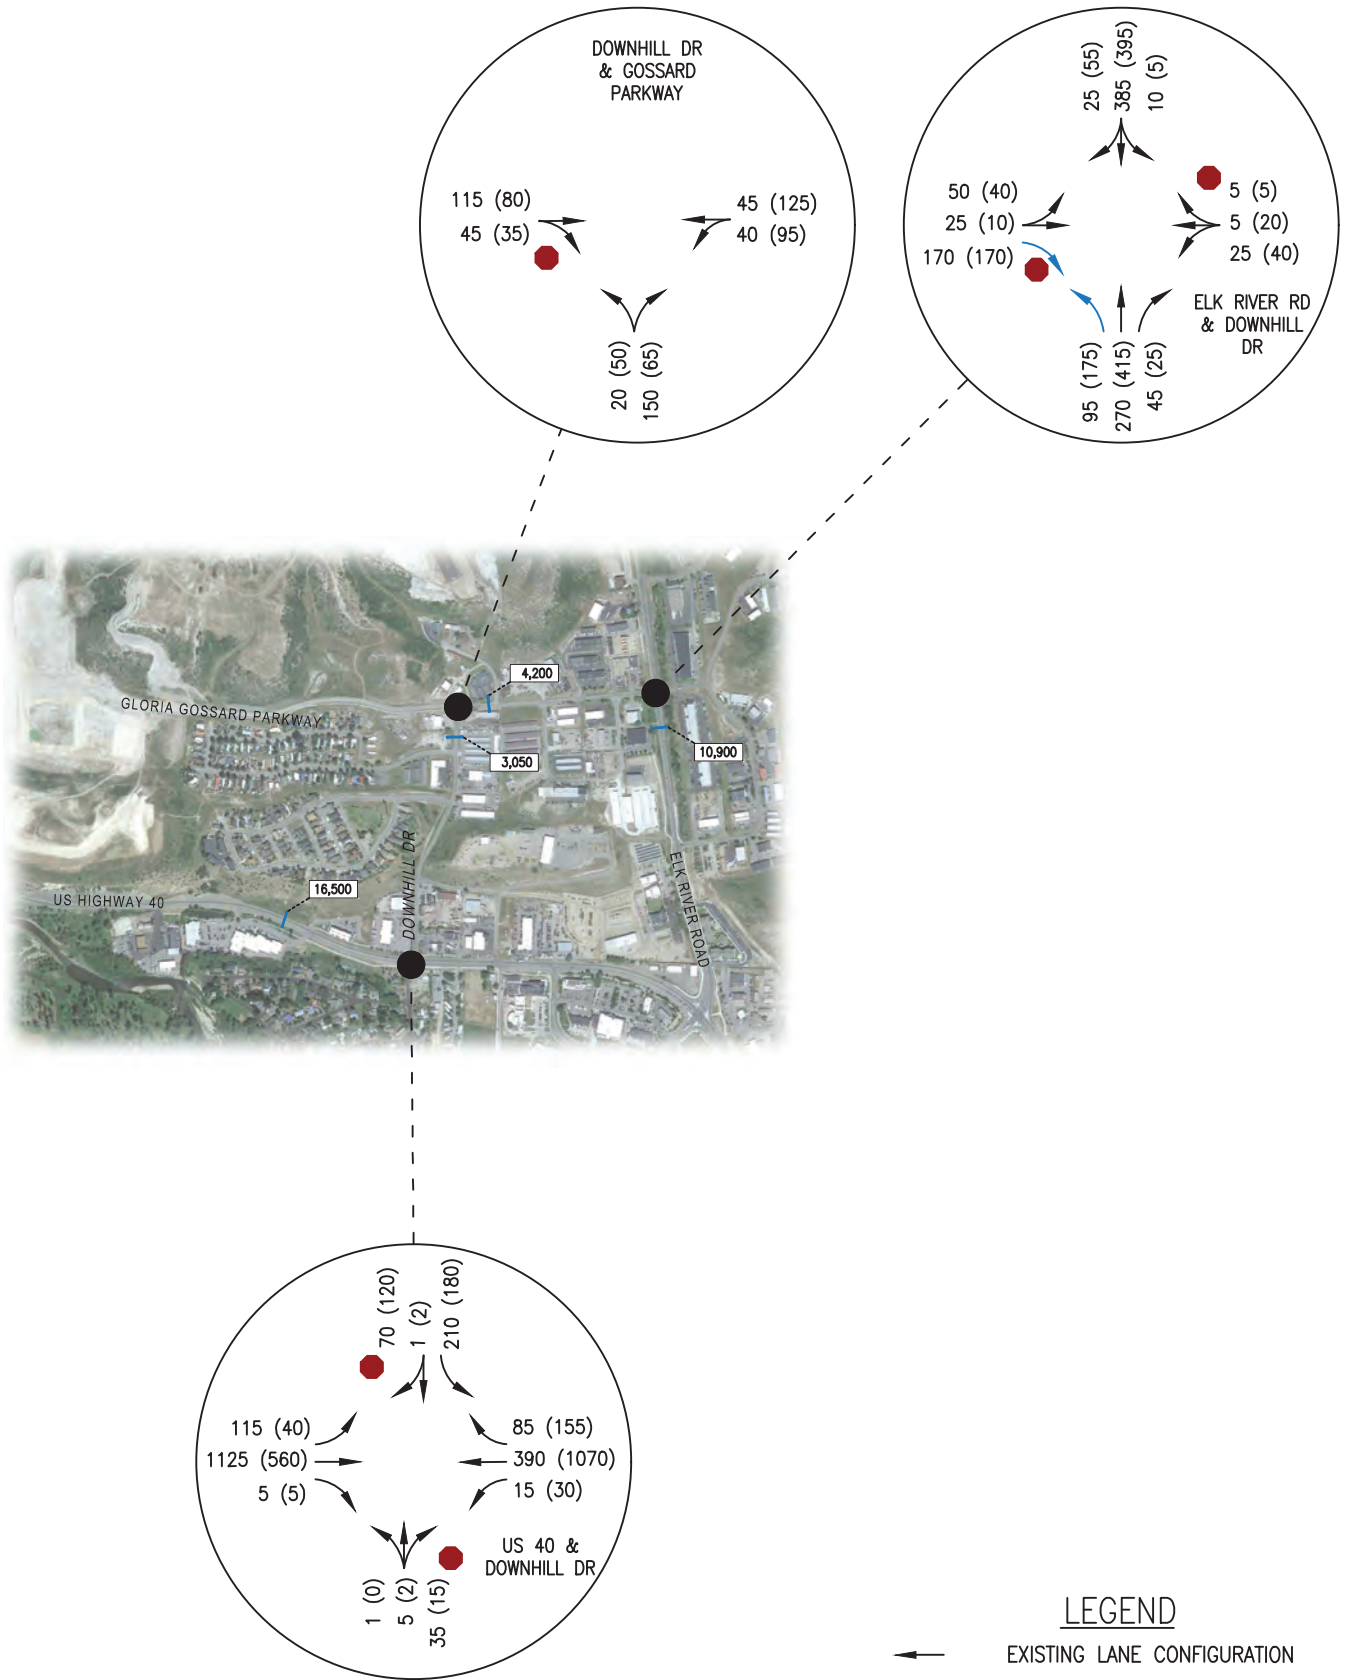 DOWNHILL DR
& GOSSARD
PARKWAY
115 (80)
45 (35)
45 (125)
40 (95)
20 (50)
150 (65)
25 (55)
385 (395)
10 (5)
50 (40)
25 (10)
170 (170)
5 (5)
5 (20)
25 (40)
ELK RIVER RD
& DOWNHILL
DR
95 (175)
270 (415)
45 (25)
4,200
GLORIA GOSSARD PARKWAY
3,050
10,900
DOWNHILL DR
ELK RIVER ROAD
16,500
US HIGHWAY 40
70 (120)
1 (2)
210 (180)
115 (40)
1125 (560)
5 (5)
85 (155)
390 (1070)
15 (30)
US 40 &
DOWNHILL DR
1 (0)
5 (2)
35 (15)
LEGEND
EXISTING LANE CONFIGURATION